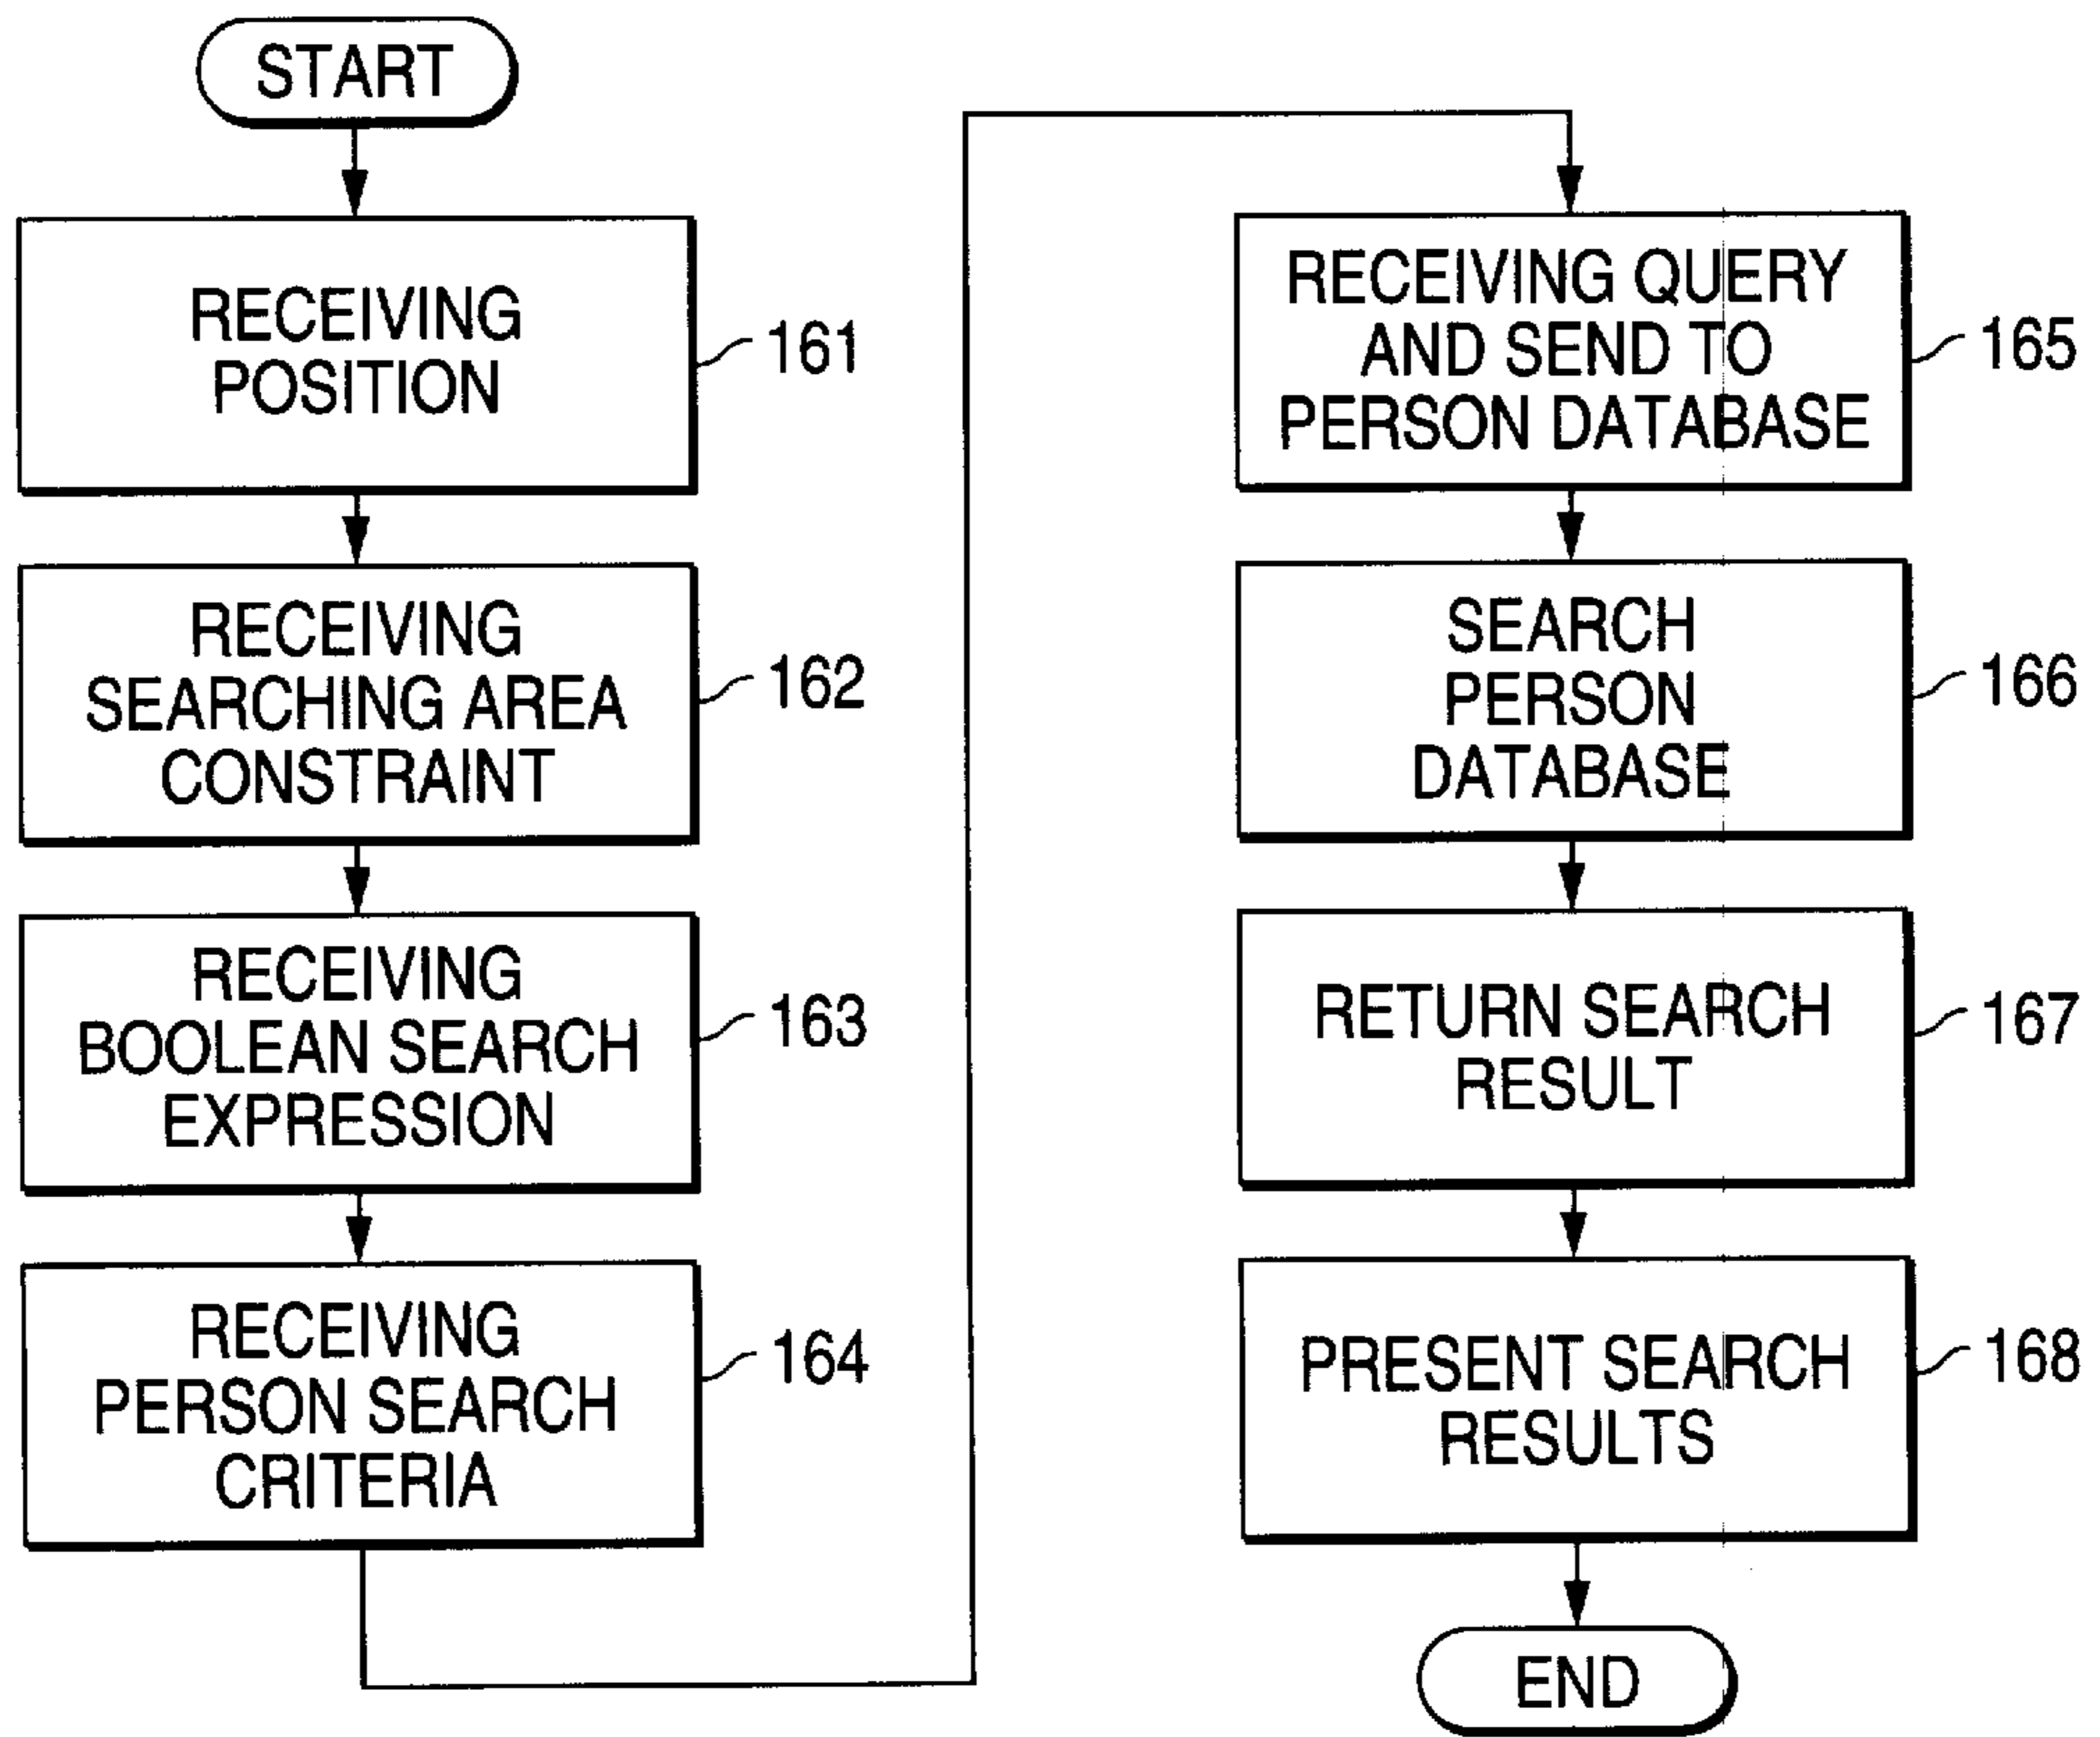 START
RECEIVING
POSITION
161
RECEIVING
SEARCHING AREA
CONSTRAINT
162
RECEIVING
BOOLEAN SEARCH
EXPRESSION
163
RECEIVING
PERSON SEARCH
CRITERIA
164
RECEIVING QUERY
AND SEND TO
PERSON DATABASE
165
SEARCH
PERSON
DATABASE
166
RETURN SEARCH
RESULT
167
PRESENT SEARCH
RESULTS
168
END